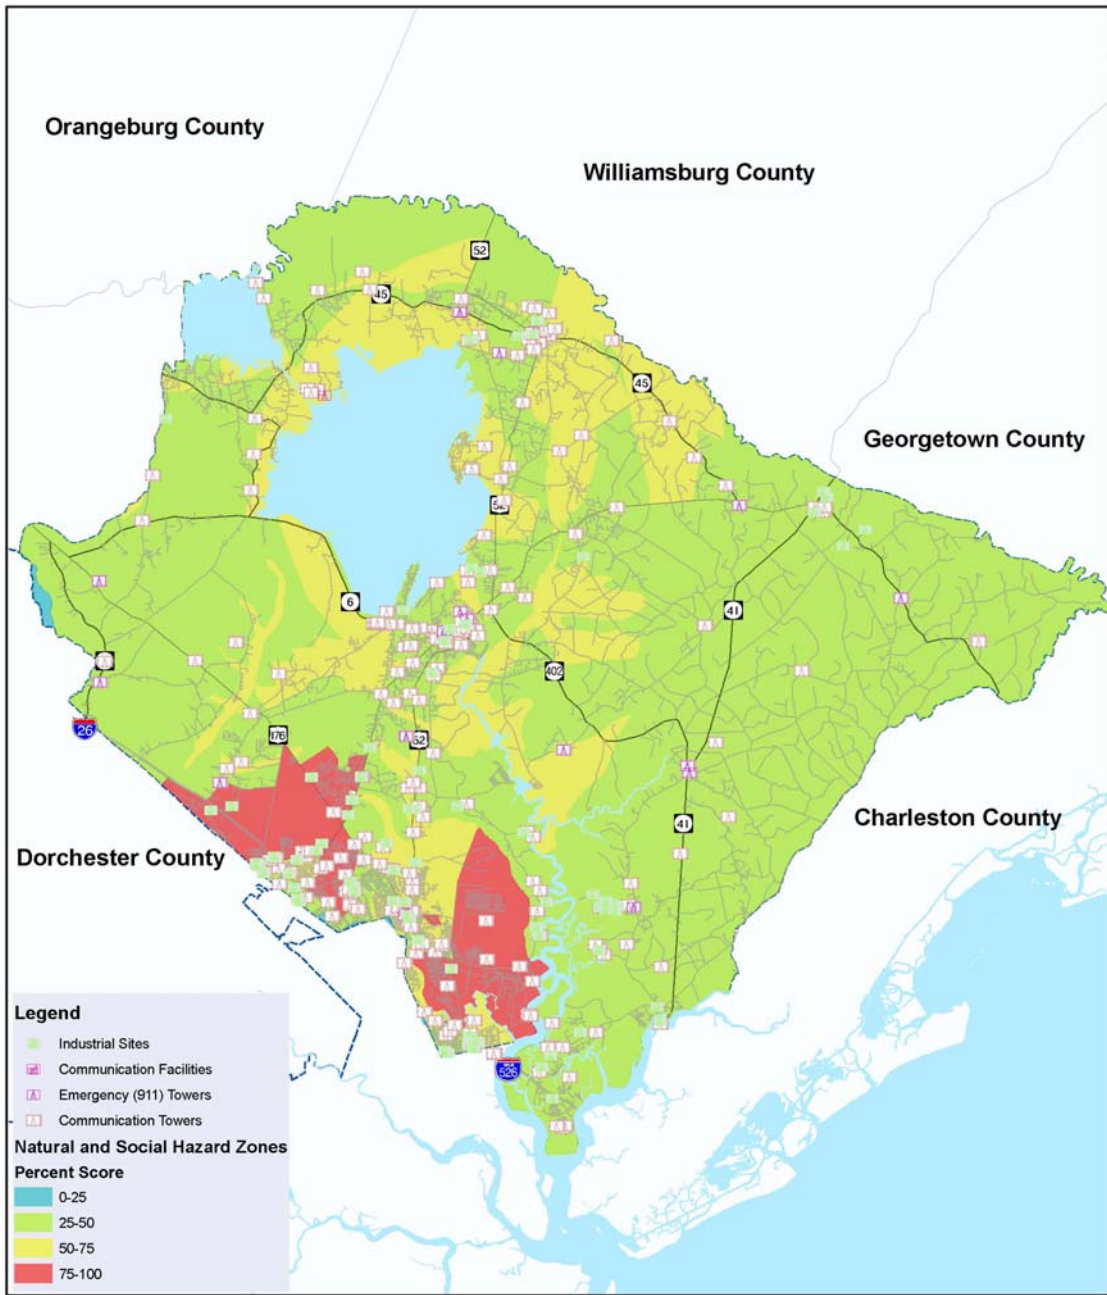 Orangeburg County
Williamsburg County
52
45
45
Georgetown County
52
6
41
402
26
176
52
41
Charleston County
Dorchester County
526
Legend
Industrial Sites
Communication Facilities
Emergency (911) Towers
Communication Towers
Natural and Social Hazard Zones
Percent Score
0-25
25-50
50-75
75-100